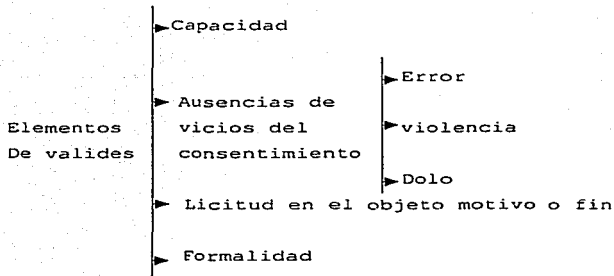 Elementos
De valides
Capacidad
Ausencias de
vicios del
consentimiento
Error
violencia
Dolo
Licitud en el objeto motivo o fin
Formalidad